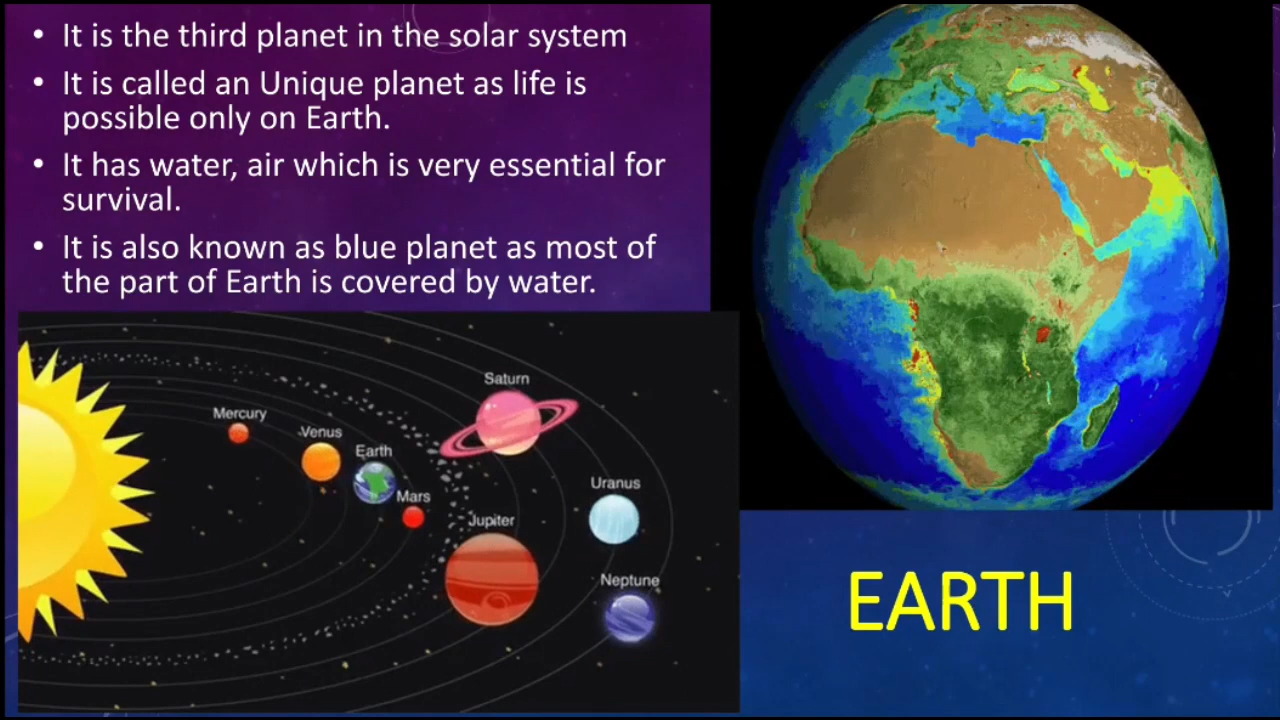 • It is the third planet in the solar system
• It is called an Unique planet as life is
possible only on Earth.
• It has water, air which is very essential for
survival.
• It is also known as blue planet as most of
the part of Earth is covered by water.
Saturn
Mercury
Venus
Earth
Mars
Uranus
Jupiter
Neptune
EARTH